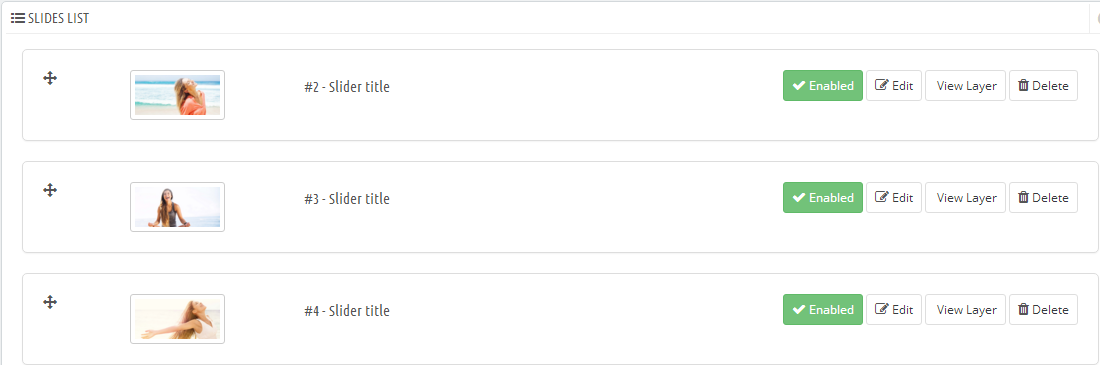 SLIDES LIST
#2 - Slider title
Enabled Edit View Layer Delete
#3 - Slider title
Enabled Edit View Layer Delete
#4 - Slider title
Enabled Edit View Layer Delete